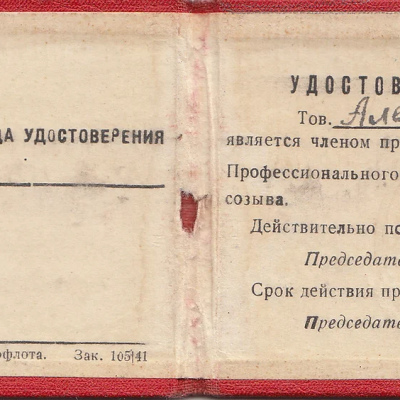 ДА УДОСТОВЕРЕНИЯ
офлота. Зак. 105/41
УДОСТОВ
Тов. Але
является членом пр
Профессионального
созыва.
Действительно по
Председате
Срок действия пр
Председате